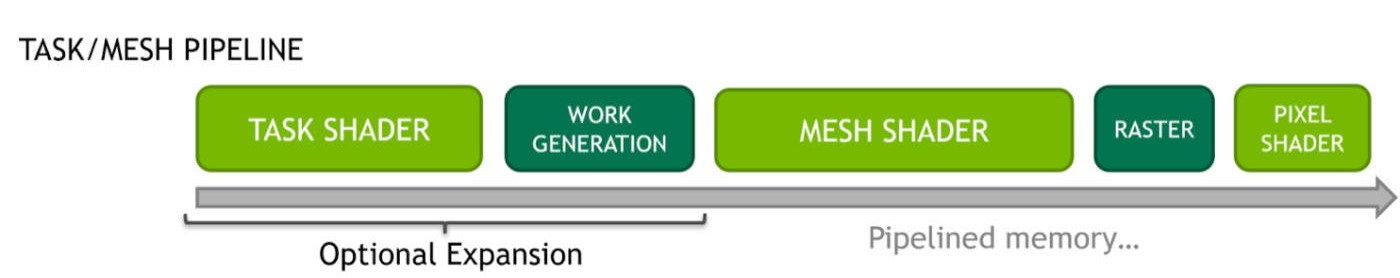 TASK/MESH PIPELINE
TASK SHADER
WORK
GENERATION
MESH SHADER
RASTER
PIXEL
SHADER
Optional Expansion
Pipelined memory…